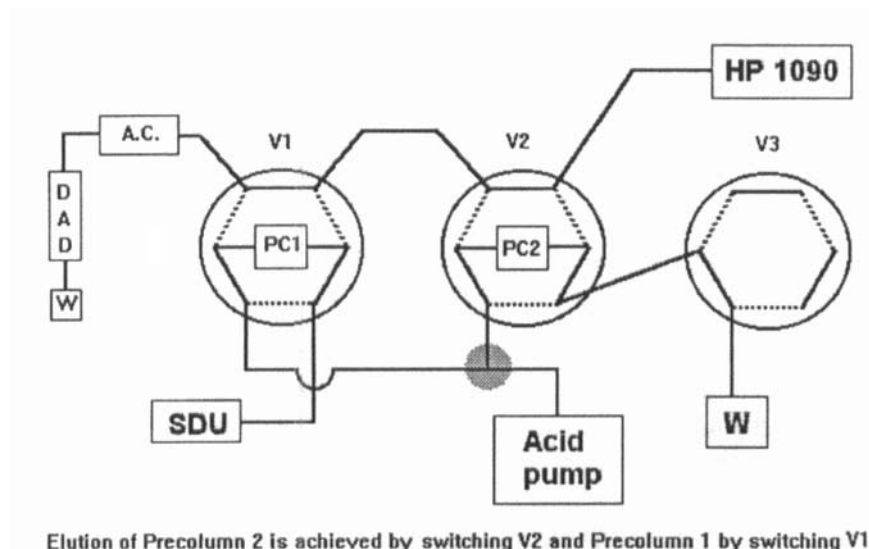 HP 1090
A.C.
V1
V2
V3
D
A
D
PC1
PC2
W
SDU
Acid
pump
W
Elution of Precolumn 2 is achieved by switching V2 and Precolumn 1 by switching V1